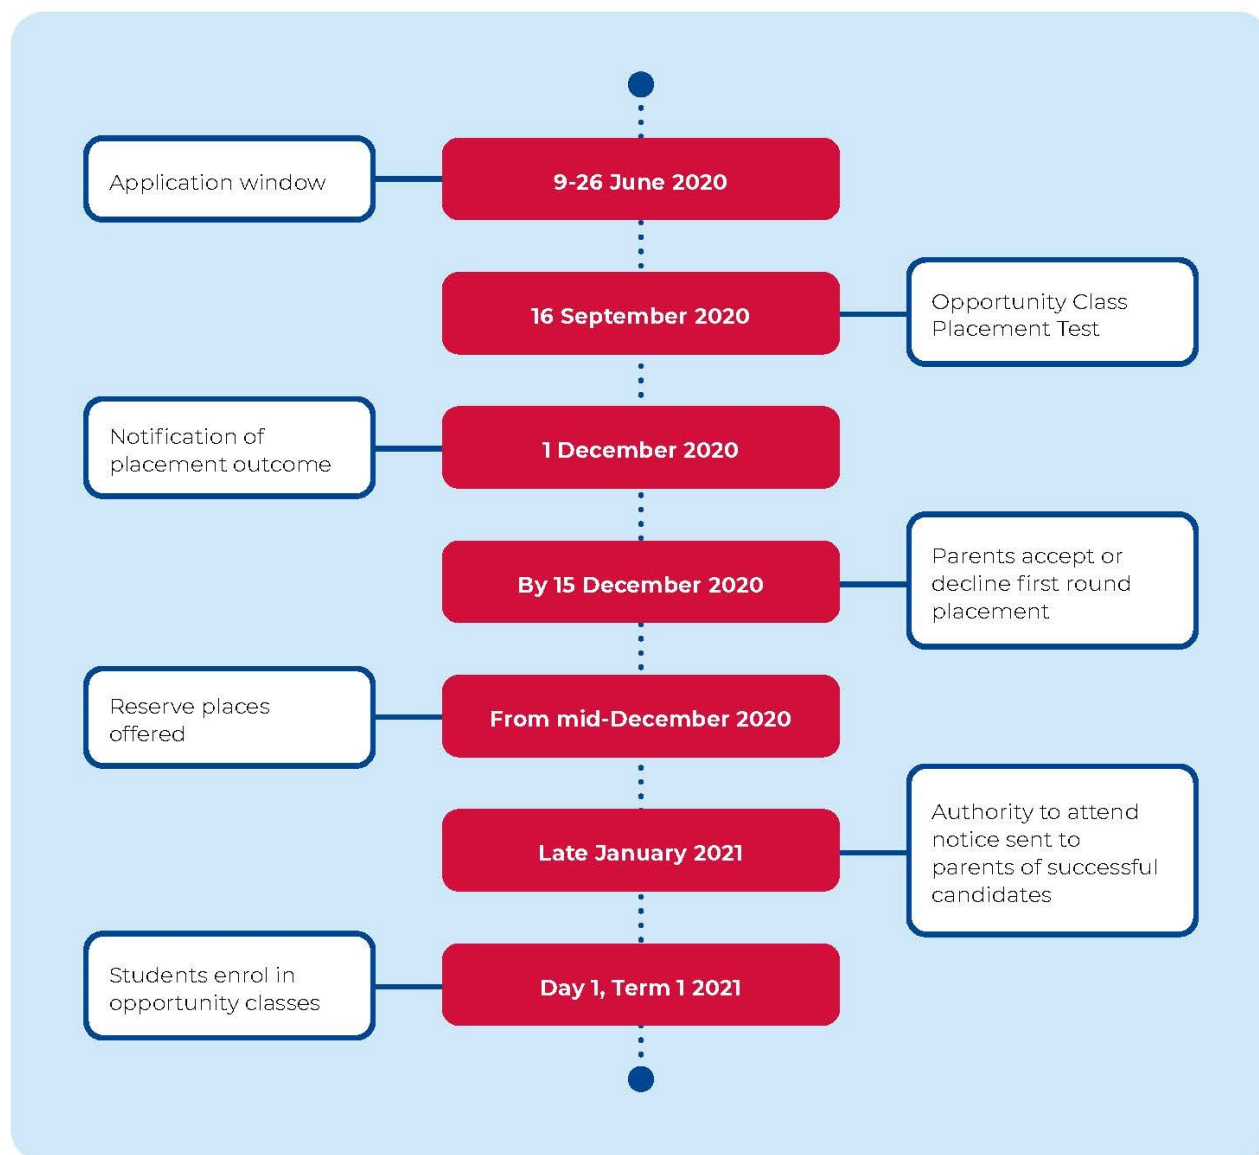 Application window
9-26 June 2020
16 September 2020
Opportunity Class
Placement Test
Notification of
placement outcome
1 December 2020
By 15 December 2020
Parents accept or
decline first round
placement
Reserve places
offered
From mid-December 2020
Late January 2021
Authority to attend
notice sent to
parents of successful
candidates
Students enrol in
opportunity classes
Day 1, Term 1 2021